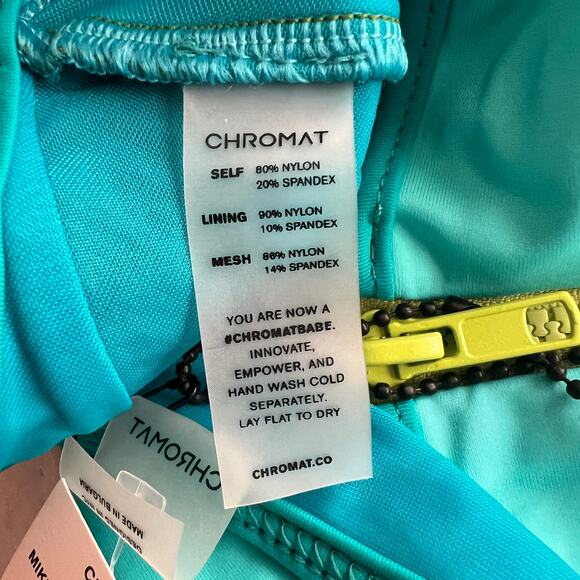 CHROMAT
SELF 80% NYLON
20% SPANDEX
LINING 90% NYLON
10% SPANDEX
MESH 86% NYLON
14% SPANDEX
YOU ARE NOW A
#CHROMATBABE.
INNOVATE,
EMPOWER, AND
HAND WASH COLD
SEPARATELY.
LAY FLAT TO DRY
CHROMAT.CO
CHROMAT
MADE IN BULGARIA